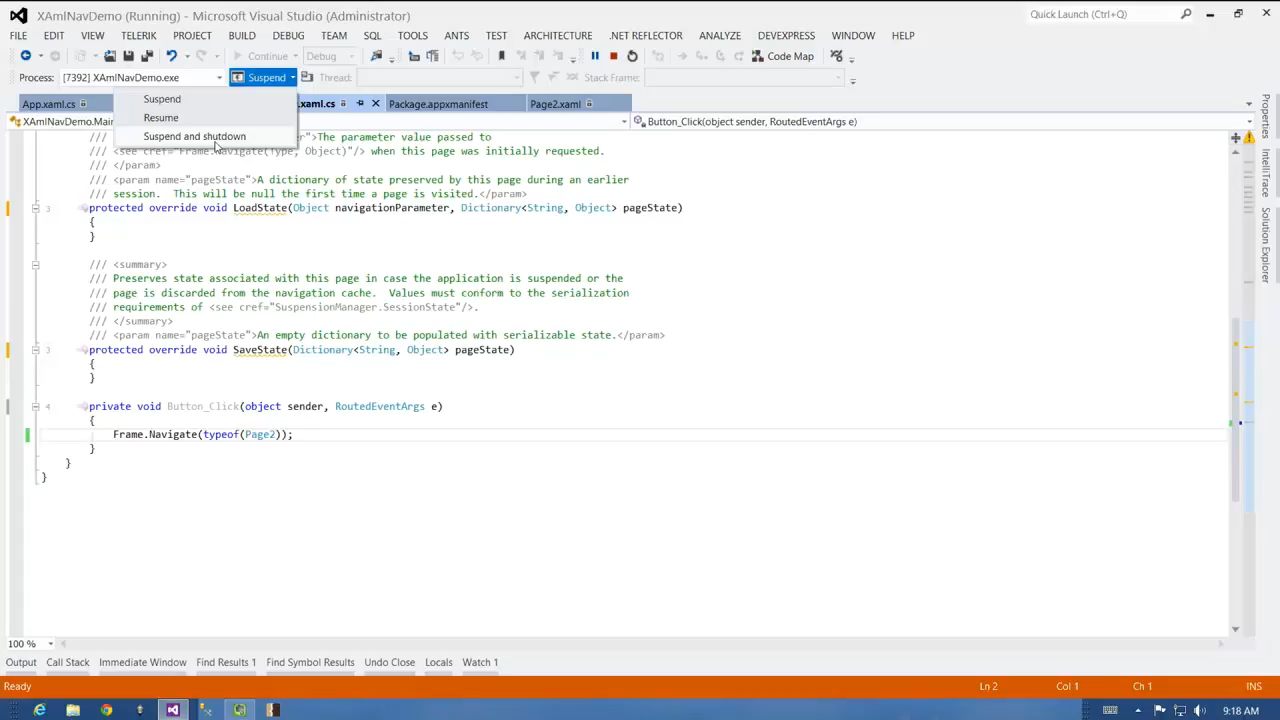 XAmlNavDemo (Running) - Microsoft Visual Studio (Administrator)
Quick Launch (Ctrl+Q)
FILE EDIT VIEW TELERIK PROJECT BUILD DEBUG TEAM SQL TOOLS ANTS TEST ARCHITECTURE .NET REFLECTOR ANALYZE DEVEXPRESS WINDOW HELP
Continue Debug Code Map
Process: [7392] XAmlNavDemo.exe Suspend Thread: Stack Frame:
Suspend
Resume
Suspend and shutdown
App.xaml.cs .xaml.cs Package.appxmanifest Page2.xaml
XAmlNavDemo.Main Button_Click(object sender, RoutedEventArgs e)
/// ">The parameter value passed to
/// <see cref="Frame.Navigate(Type, Object)"/> when this page was initially requested.
/// </param>
/// <param name="pageState">A dictionary of state preserved by this page during an earlier
/// session.  This will be null the first time a page is visited.</param>
3 protected override void LoadState(Object navigationParameter, Dictionary<String, Object> pageState)
{
}
/// <summary>
/// Preserves state associated with this page in case the application is suspended or the
/// page is discarded from the navigation cache.  Values must conform to the serialization
/// requirements of <see cref="SuspensionManager.SessionState"/>.
/// </summary>
/// <param name="pageState">An empty dictionary to be populated with serializable state.</param>
3 protected override void SaveState(Dictionary<String, Object> pageState)
{
}
4 private void Button_Click(object sender, RoutedEventArgs e)
{
Frame.Navigate(typeof(Page2));
}
}
}
IntelliTrace
Properties
Solution Explorer
100 %
Output Call Stack Immediate Window Find Results 1 Find Symbol Results Undo Close Locals Watch 1
Ready Ln 2 Col 1 Ch 1 INS
9:18 AM